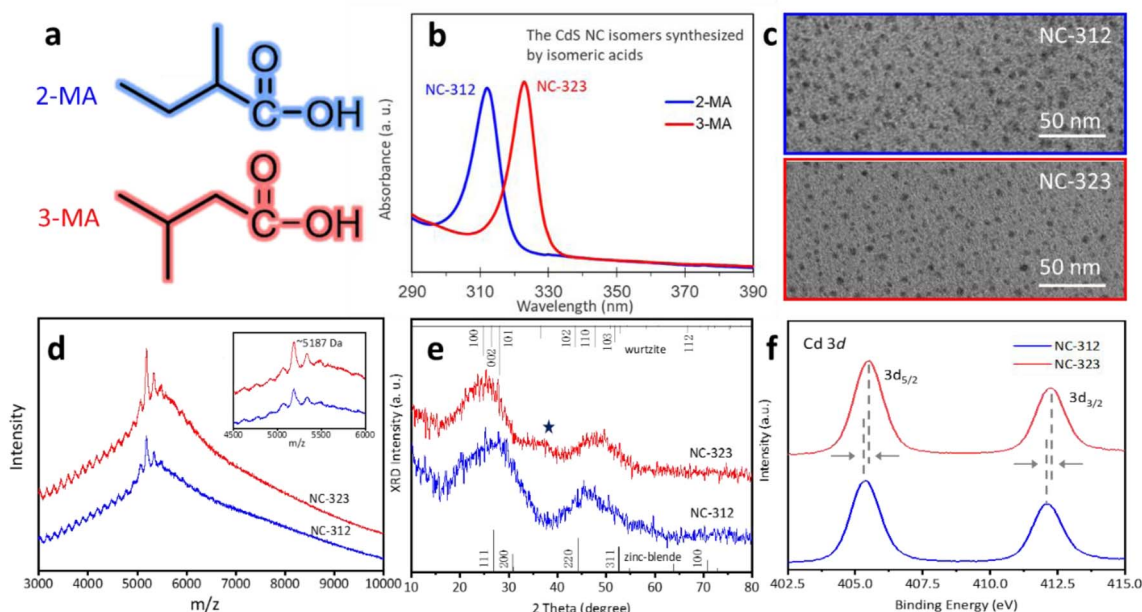 a
2-MA
O
C
OH
3-MA
O
C
OH
b
The CdS NC isomers synthesized
by isomeric acids
NC-312
NC-323
2-MA
3-MA
Absorbance (a. u.)
290 310 330 350 370 390
Wavelength (nm)
c
NC-312
50 nm
NC-323
50 nm
d
~5187 Da
4500 5000 5500 6000
m/z
Intensity
NC-323
NC-312
3000 4000 5000 6000 7000 8000 9000 10000
m/z
e
100
002
101
102
110
103
112
wurtzite
XRD Intensity (a. u.)
NC-323
NC-312
111
200
220
311
zinc-blende
100
10 20 30 40 50 60 70 80
2 Theta (degree)
f
Cd 3d
NC-312
NC-323
3d5/2
3d3/2
Intensity (a.u.)
402.5 405.0 407.5 410.0 412.5 415.0
Binding Energy (eV)